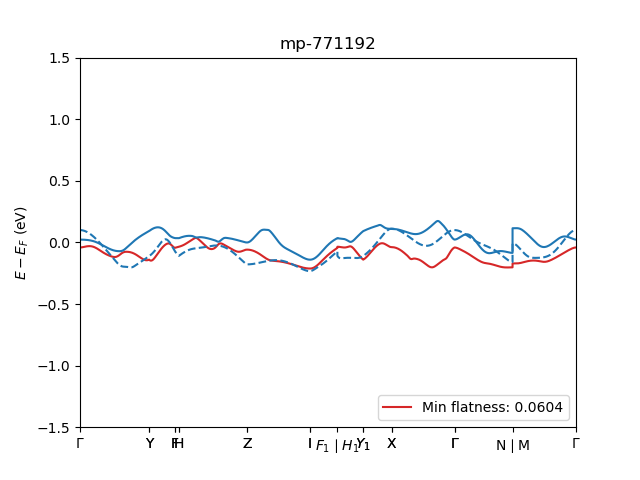 mp-771192
1.5
1.0
0.5
0.0
−0.5
−1.0
−1.5
E − E_F (eV)
Min flatness: 0.0604
Γ Y F H Z I F₁ | H₁ Y₁ X Γ N | M Γ